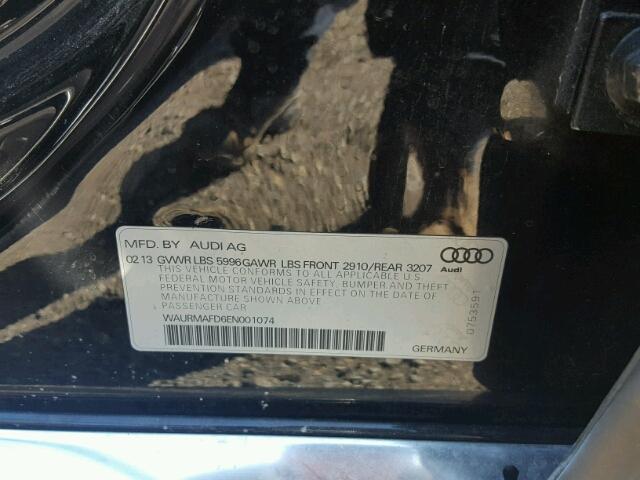 MFD. BY AUDI AG
02 13 GVWR LBS 5996 GAWR LBS FRONT 2910/REAR 3207
THIS VEHICLE CONFORMS TO ALL APPLICABLE U.S
FEDERAL MOTOR VEHICLE SAFETY, BUMPER, AND THEFT
PREVENTION STANDARDS IN EFFECT ON THE DATE OF
MANUFACTURE SHOWN ABOVE
PASSENGER CAR
WAURMAFD6EN001074
Audi
0753591
GERMANY